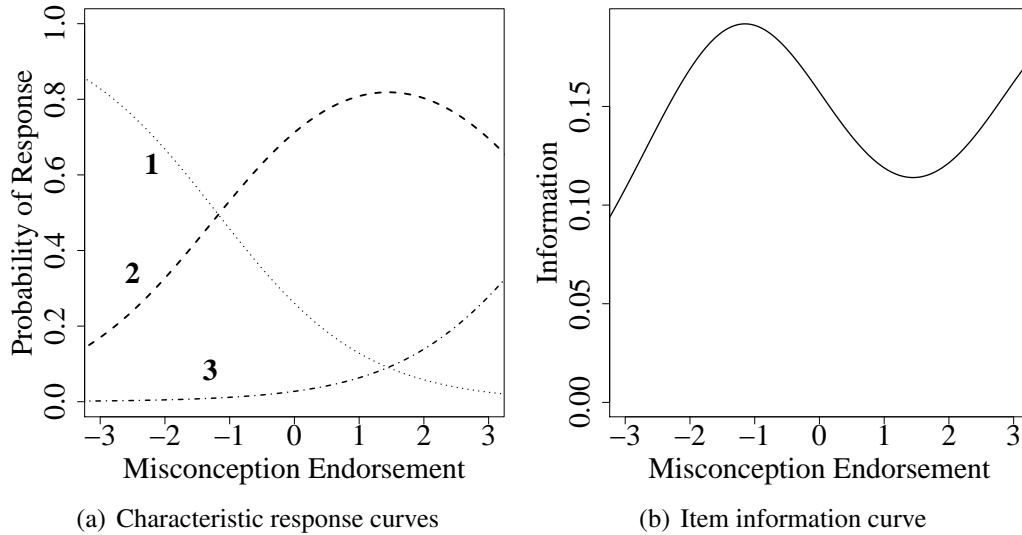 Probability of Response
1.0
0.8
0.6
0.4
0.2
0.0
1
2
3
−3 −2 −1 0 1 2 3
Misconception Endorsement
(a) Characteristic response curves
Information
0.15
0.10
0.05
0.00
−3 −2 −1 0 1 2 3
Misconception Endorsement
(b) Item information curve